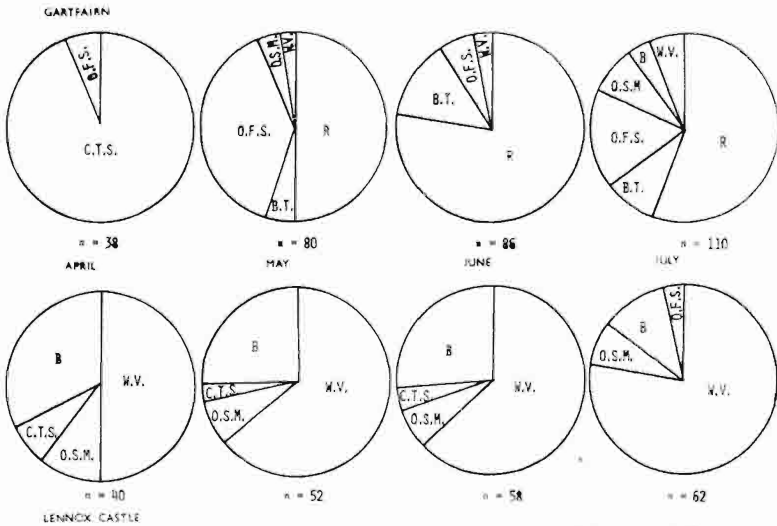 GARTFAIRN
O.F.S.
C.T.S.
O.S.M.
W.V.
O.F.S.
R
B.T.
O.F.S.
W.V.
B.T.
R
B
W.V.
O.S.M
O.F.S.
R
B.T.
n = 38
n = 80
n = 86
n = 110
APRIL
MAY
JUNE
JULY
B
W.V.
C.T.S.
O.S.M.
B
W.V.
C.T.S.
O.S.M.
B
W.V.
C.T.S.
O.S.M.
O.F.S.
B
O.S.M.
W.V.
n = 40
n = 52
n = 58
n = 62
LENNOX CASTLE